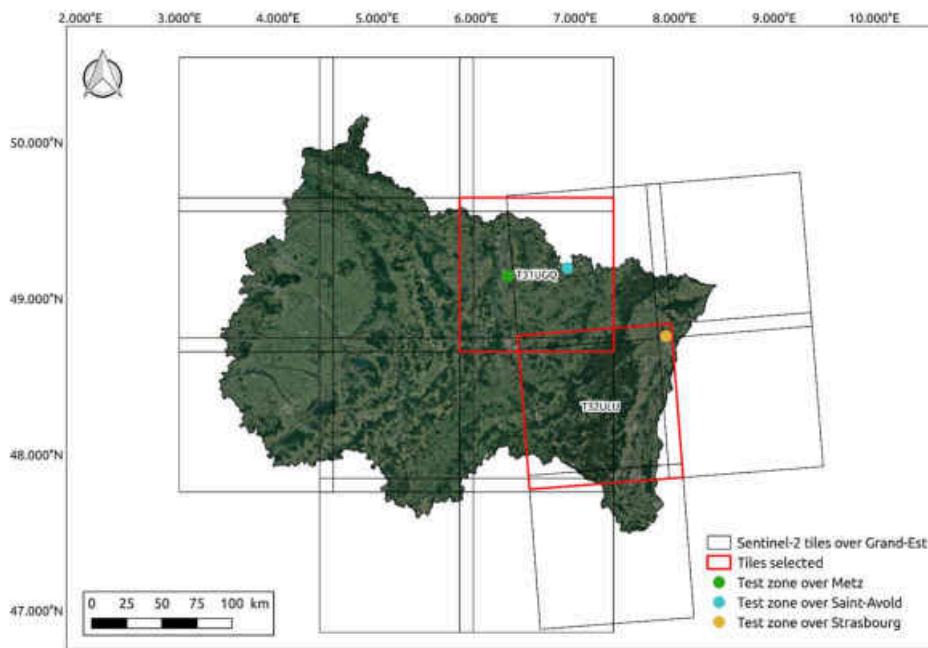 2.000°E 3.000°E 4.000°E 5.000°E 6.000°E 7.000°E 8.000°E 9.000°E 10.000°E
50.000°N
49.000°N
48.000°N
47.000°N
T31UGQ
T32ULU
Sentinel-2 tiles over Grand-Est
Tiles selected
Test zone over Metz
Test zone over Saint-Avold
Test zone over Strasbourg
0 25 50 75 100 km